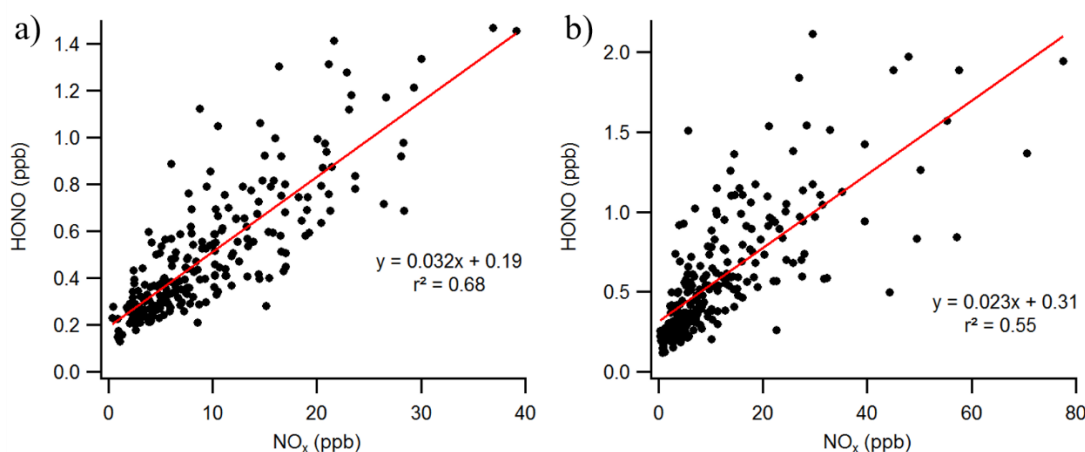 a)
HONO (ppb)
1.4
1.2
1.0
0.8
0.6
0.4
0.2
0.0
y = 0.032x + 0.19
r² = 0.68
0 10 20 30 40
NOₓ (ppb)
b)
HONO (ppb)
2.0
1.5
1.0
0.5
0.0
y = 0.023x + 0.31
r² = 0.55
0 20 40 60 80
NOₓ (ppb)